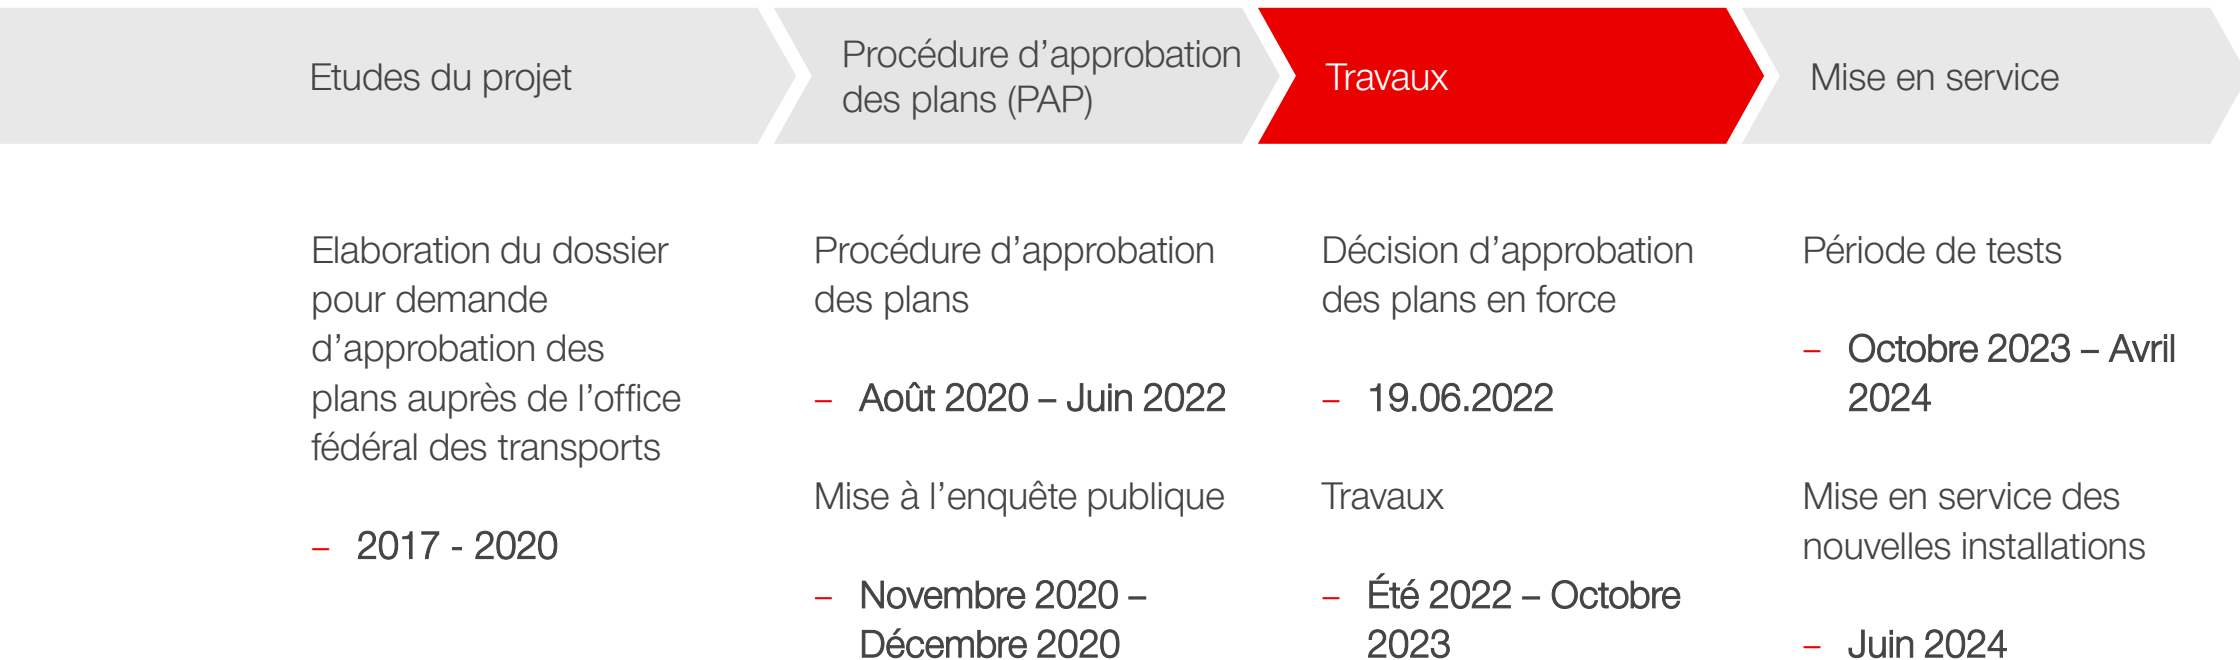 Etudes du projet
Procédure d’approbation
des plans (PAP)
Travaux
Mise en service
Elaboration du dossier
pour demande
d’approbation des
plans auprès de l’office
fédéral des transports
– 2017 - 2020
Procédure d’approbation
des plans
– Août 2020 – Juin 2022
Mise à l’enquête publique
– Novembre 2020 –
Décembre 2020
Décision d’approbation
des plans en force
– 19.06.2022
Travaux
– Été 2022 – Octobre
2023
Période de tests
– Octobre 2023 – Avril
2024
Mise en service des
nouvelles installations
– Juin 2024